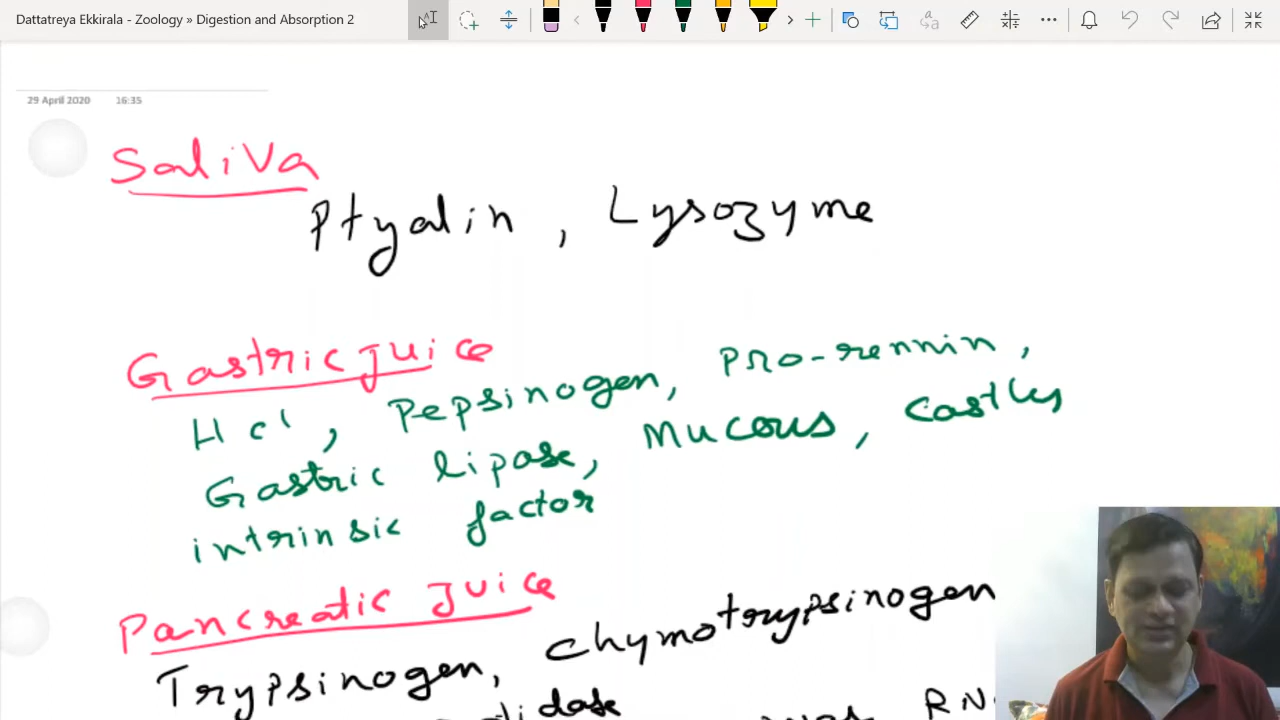 Dattatreya Ekkirala - Zoology » Digestion and Absorption 2
29 April 2020 16:35
Saliva
Ptyalin, Lysozyme
Gastric juice
Hcl, Pepsinogen, Pro-rennin,
Gastric lipase, Mucous, Castles
intrinsic factor
Pancreatic Juice
Trypsinogen, chymotrypsinogen